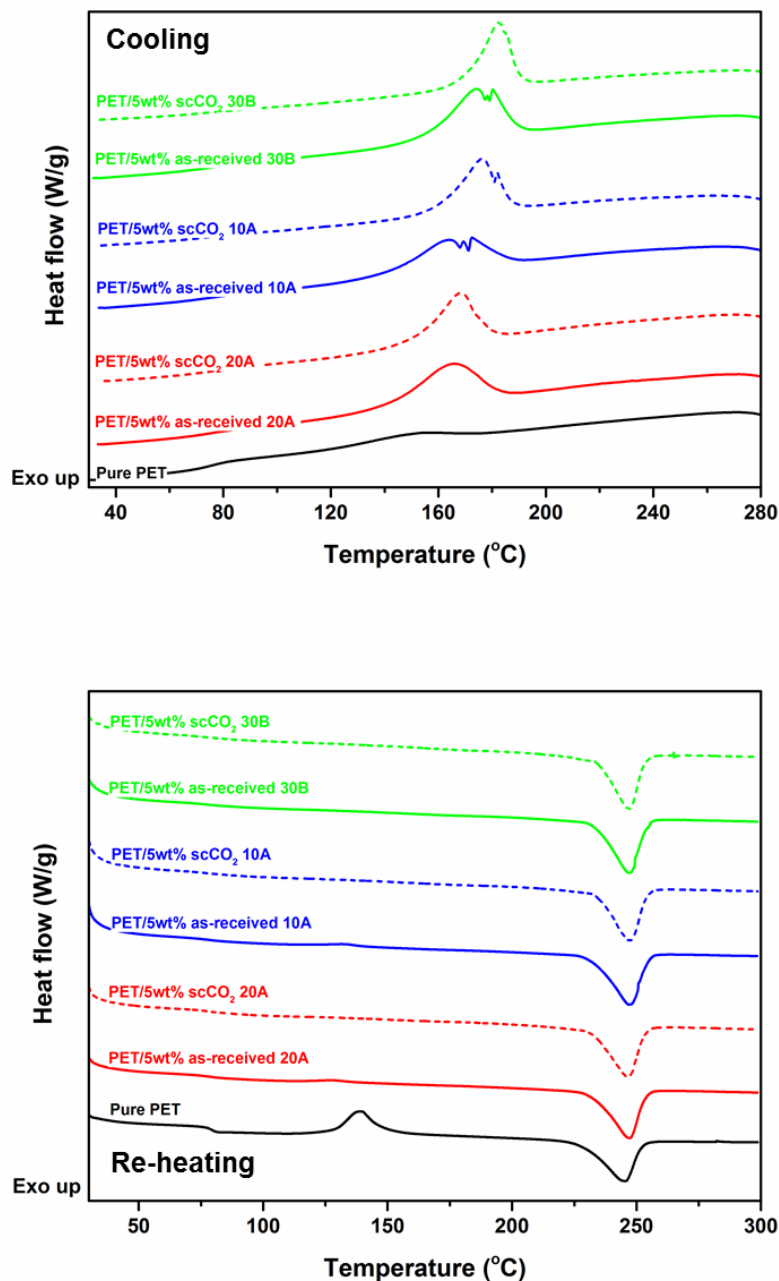 Cooling
PET/5wt% scCO₂ 30B
PET/5wt% as-received 30B
PET/5wt% scCO₂ 10A
PET/5wt% as-received 10A
PET/5wt% scCO₂ 20A
PET/5wt% as-received 20A
Pure PET
Heat flow (W/g)
Exo up
40 80 120 160 200 240 280
Temperature (°C)
PET/5wt% scCO₂ 30B
PET/5wt% as-received 30B
PET/5wt% scCO₂ 10A
PET/5wt% as-received 10A
PET/5wt% scCO₂ 20A
PET/5wt% as-received 20A
Pure PET
Re-heating
Heat flow (W/g)
Exo up
50 100 150 200 250 300
Temperature (°C)